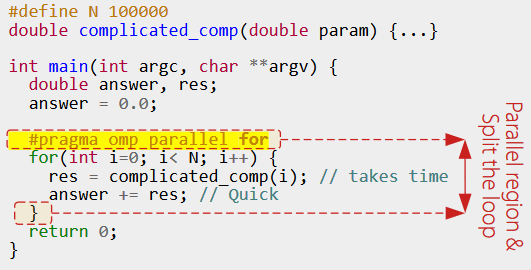 #define N 100000
double complicated_comp(double param) {...}
int main(int argc, char **argv) {
double answer, res;
answer = 0.0;
#pragma omp parallel for
for(int i=0; i< N; i++) {
res = complicated_comp(i); // takes time
answer += res; // Quick
}
return 0;
}
Parallel region &
Split the loop